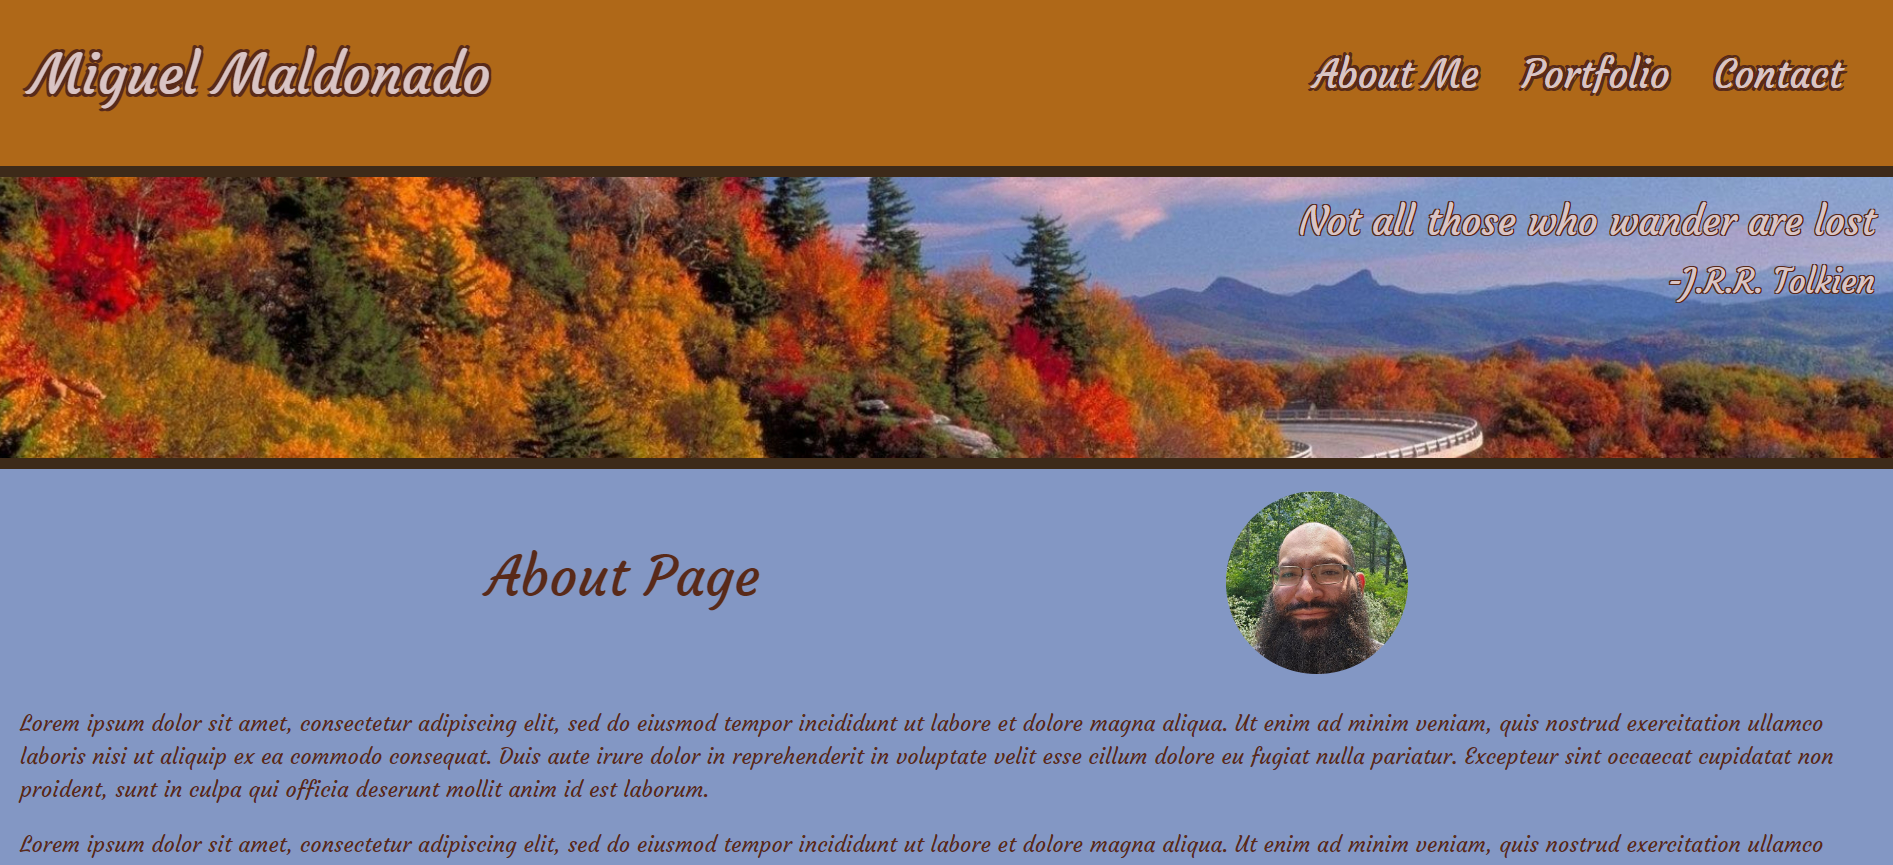 Miguel Maldonado
About Me Portfolio Contact
Not all those who wander are lost
-J.R.R. Tolkien
About Page
Lorem ipsum dolor sit amet, consectetur adipiscing elit, sed do eiusmod tempor incididunt ut labore et dolore magna aliqua. Ut enim ad minim veniam, quis nostrud exercitation ullamco
laboris nisi ut aliquip ex ea commodo consequat. Duis aute irure dolor in reprehenderit in voluptate velit esse cillum dolore eu fugiat nulla pariatur. Excepteur sint occaecat cupidatat non
proident, sunt in culpa qui officia deserunt mollit anim id est laborum.
Lorem ipsum dolor sit amet, consectetur adipiscing elit, sed do eiusmod tempor incididunt ut labore et dolore magna aliqua. Ut enim ad minim veniam, quis nostrud exercitation ullamco